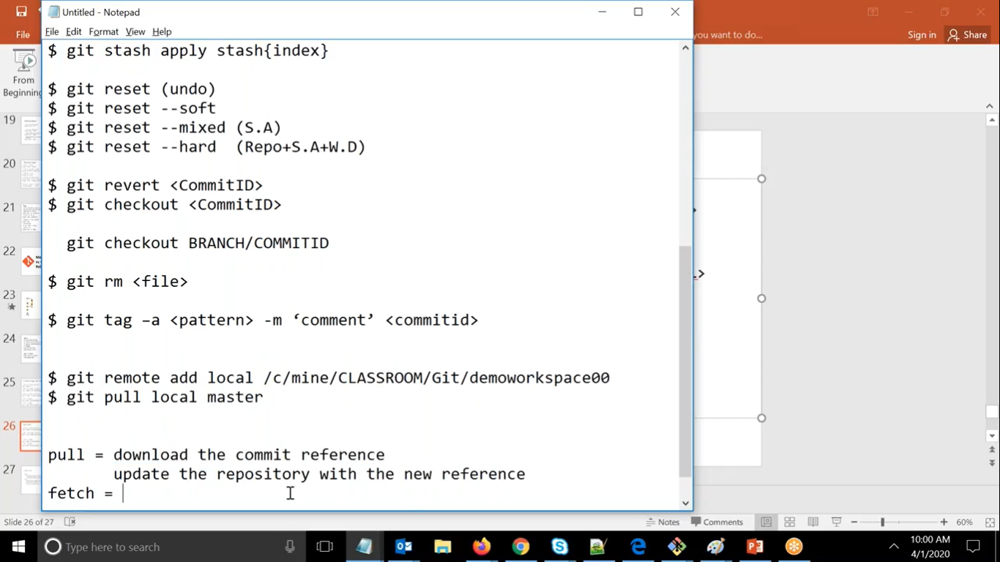 Untitled - Notepad
File Edit Format View Help
$ git stash apply stash{index}
$ git reset (undo)
$ git reset --soft
$ git reset --mixed (S.A)
$ git reset --hard (Repo+S.A+W.D)
$ git revert <CommitID>
$ git checkout <CommitID>
git checkout BRANCH/COMMITID
$ git rm <file>
$ git tag –a <pattern> -m ‘comment’ <commitid>
$ git remote add local /c/mine/CLASSROOM/Git/demoworkspace00
$ git pull local master
pull = download the commit reference
update the repository with the new reference
fetch =
File
you want to do...
Sign in
Share
From
Beginning
19
20
21
22
23
24
25
26
27
Slide 26 of 27
Notes
Comments
60%
Type here to search
10:00 AM
4/1/2020